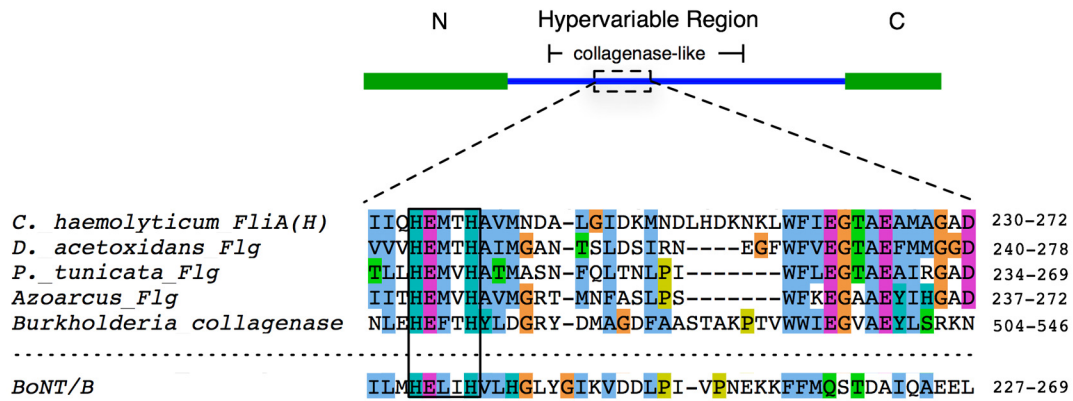 N Hypervariable Region C
collagenase-like
C. haemolyticum FliA(H) IIQHEMTHAVMNDA-LGIDKMNDLHDKNKLWFIEGTAEAMAGAD 230-272
D. acetoxidans_Flg VVVHEMTHAIMGAN-TSLDSIRN----EGFWFVEGTAEFMMGGD 240-278
P._tunicata_Flg TLLHEMVHATMASN-FQLTNLPI-------WFLEGTAEAIRGAD 234-269
Azoarcus_Flg IITHEMVHAVMGRT-MNFASLPS-------WFKEGAAEYIHGAD 237-272
Burkholderia collagenase NLEHEFTHYLDGRY-DMAGDFAASTAKPTVWWIEGVAEYLSRKN 504-546
BoNT/B ILMHELIHVLHGLYGIKVDDLPI-VPNEKKFFMQSTDAIQAEEL 227-269